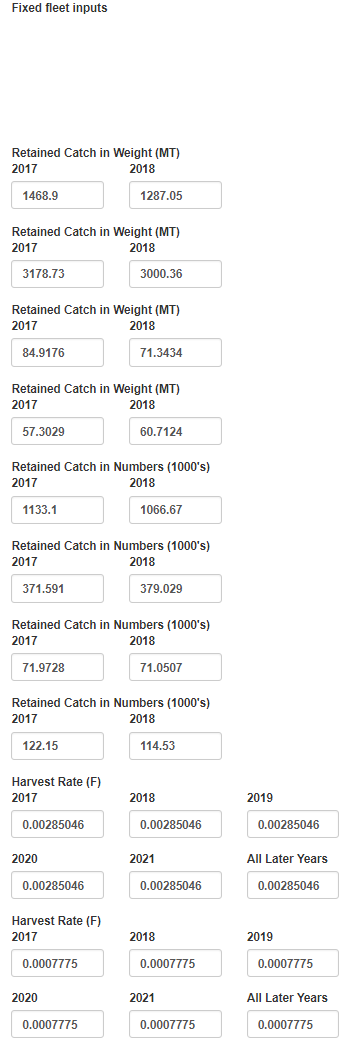 Fixed fleet inputs
Retained Catch in Weight (MT)
2017 2018
1468.9 1287.05
Retained Catch in Weight (MT)
2017 2018
3178.73 3000.36
Retained Catch in Weight (MT)
2017 2018
84.9176 71.3434
Retained Catch in Weight (MT)
2017 2018
57.3029 60.7124
Retained Catch in Numbers (1000's)
2017 2018
1133.1 1066.67
Retained Catch in Numbers (1000's)
2017 2018
371.591 379.029
Retained Catch in Numbers (1000's)
2017 2018
71.9728 71.0507
Retained Catch in Numbers (1000's)
2017 2018
122.15 114.53
Harvest Rate (F)
2017 2018 2019
0.00285046 0.00285046 0.00285046
2020 2021 All Later Years
0.00285046 0.00285046 0.00285046
Harvest Rate (F)
2017 2018 2019
0.0007775 0.0007775 0.0007775
2020 2021 All Later Years
0.0007775 0.0007775 0.0007775